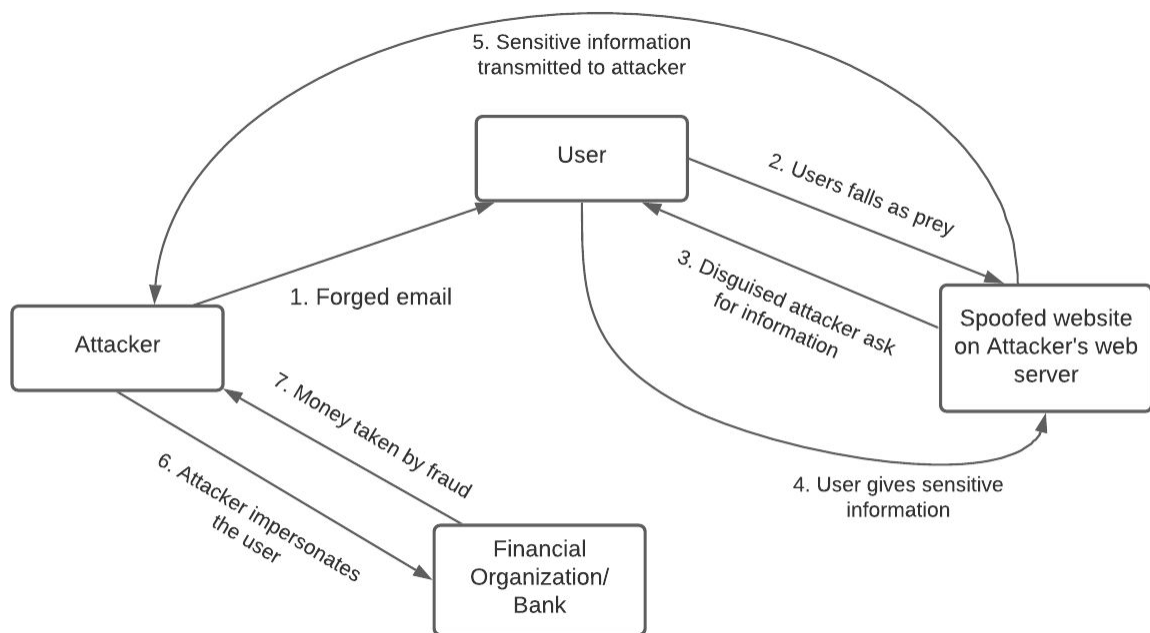 5. Sensitive information
transmitted to attacker
User
2. Users falls as prey
3. Disguised attacker ask
for information
1. Forged email
Attacker
Spoofed website
on Attacker's web
server
7. Money taken by fraud
6. Attacker impersonates
the user
4. User gives sensitive
information
Financial
Organization/
Bank